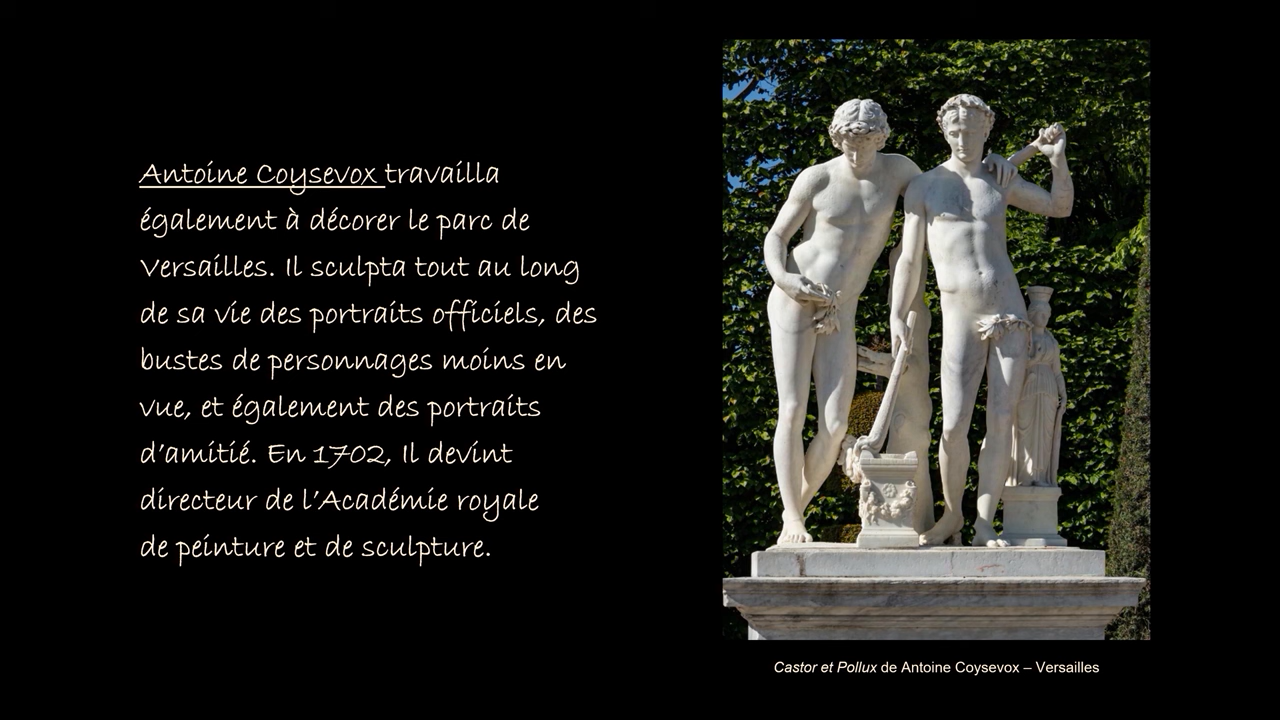 Antoine Coysevox travailla
également à décorer le parc de
Versailles. Il sculpta tout au long
de sa vie des portraits officiels, des
bustes de personnages moins en
vue, et également des portraits
d’amitié. En 1702, Il devint
directeur de l’Académie royale
de peinture et de sculpture.
Castor et Pollux de Antoine Coysevox – Versailles